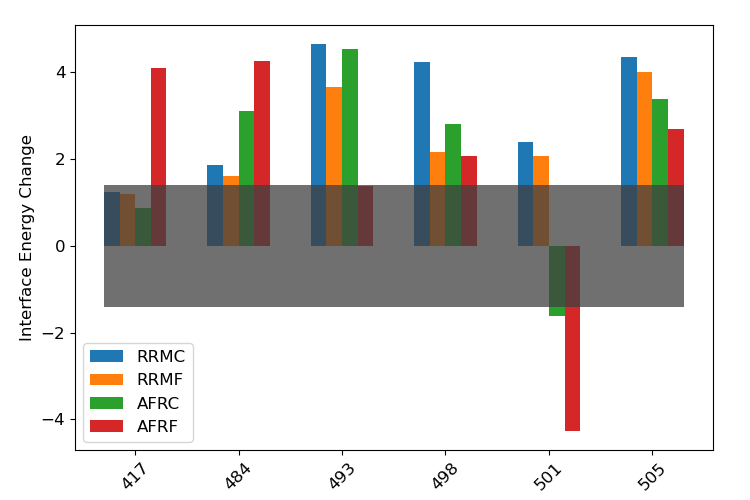 Interface Energy Change
4
2
0
−2
−4
RRMC
RRMF
AFRC
AFRF
417
484
493
498
501
505